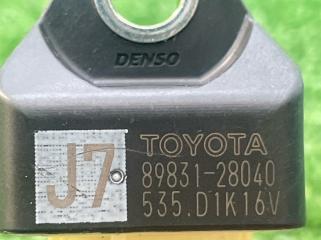 DENSO
J7
TOYOTA
89831-28040
535.D1K16V